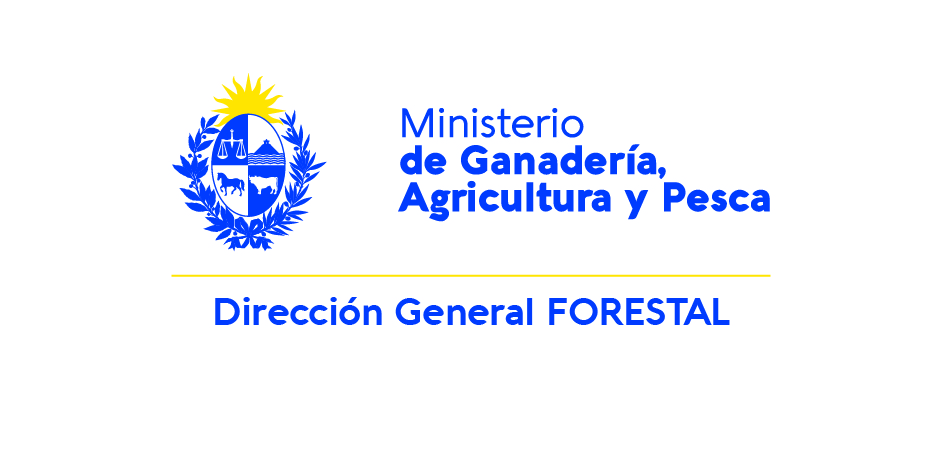 Ministerio
de Ganadería,
Agricultura y Pesca
Dirección General FORESTAL